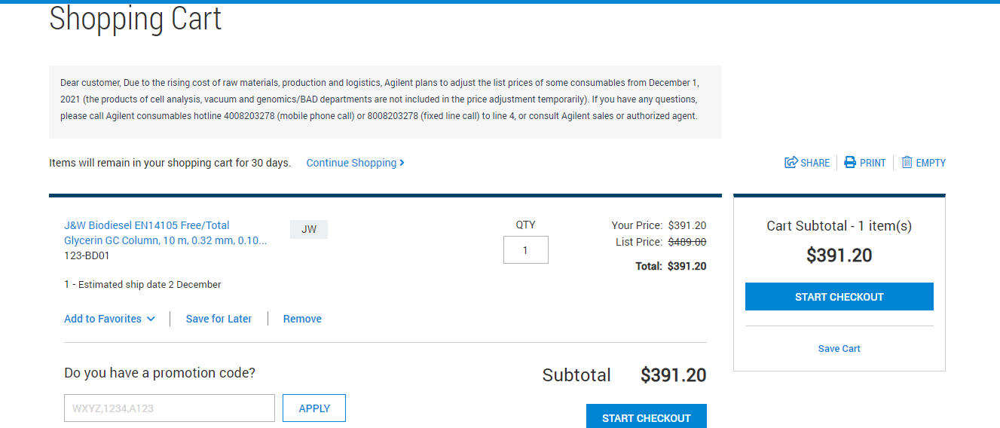 Shopping Cart
Dear customer, Due to the rising cost of raw materials, production and logistics, Agilent plans to adjust the list prices of some consumables from December 1,
2021 (the products of cell analysis, vacuum and genomics/BAD departments are not included in the price adjustment temporarily). If you have any questions,
please call Agilent consumables hotline 4008203278 (mobile phone call) or 8008203278 (fixed line call) to line 4, or consult Agilent sales or authorized agent.
Items will remain in your shopping cart for 30 days. Continue Shopping
SHARE PRINT EMPTY
J&W Biodiesel EN14105 Free/Total
Glycerin GC Column, 10 m, 0.32 mm, 0.10...
123-BD01
1 - Estimated ship date 2 December
JW
QTY
1
Your Price: $391.20
List Price: $489.00
Total: $391.20
Add to Favorites Save for Later Remove
Do you have a promotion code?
WXYZ,1234,A123
APPLY
Subtotal $391.20
START CHECKOUT
Cart Subtotal - 1 item(s)
$391.20
START CHECKOUT
Save Cart